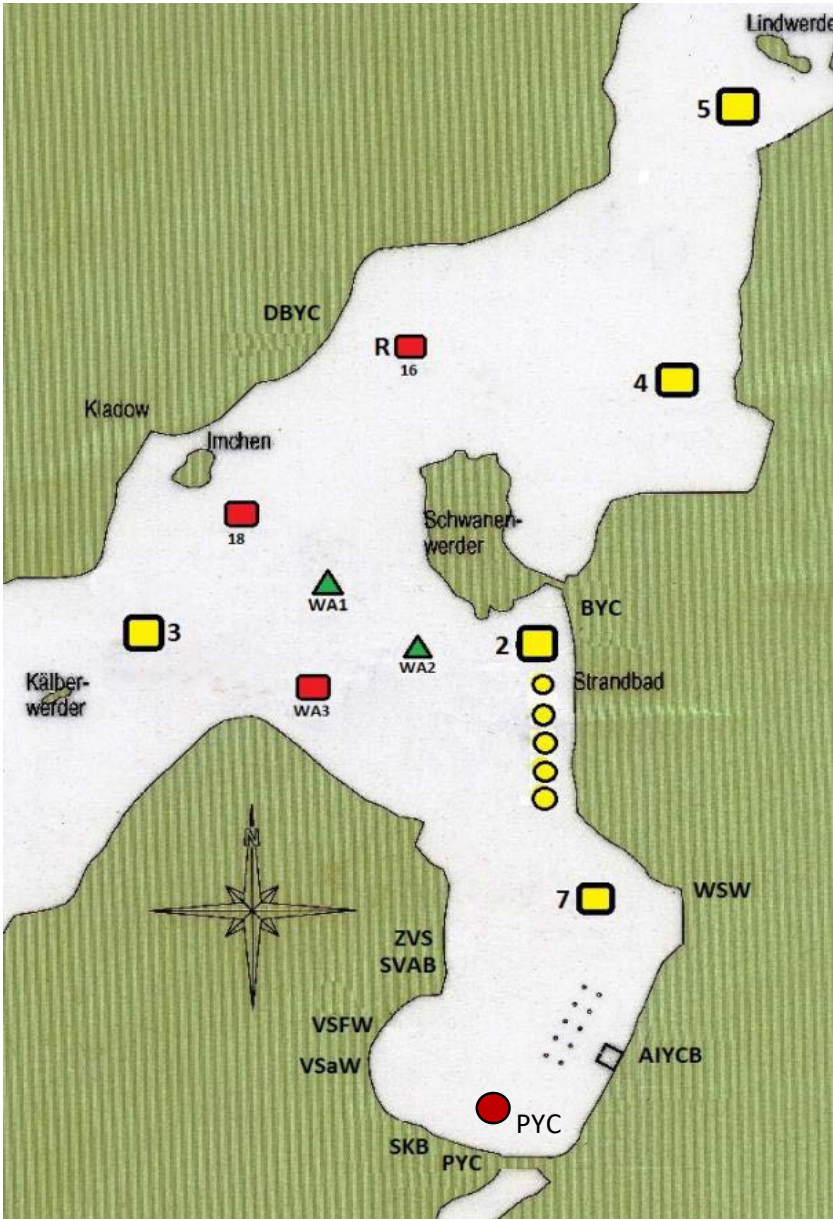 Lindwerde
5
DBYC
R
16
4
Kladow
Imchen
18
Schwanen-
werder
WA1
BYC
3
2
WA2
Kälber-
werder
Strandbad
WA3
N
7
WSW
ZVS
SVAB
VSFW
VSaW
AIYCB
PYC
SKB
PYC